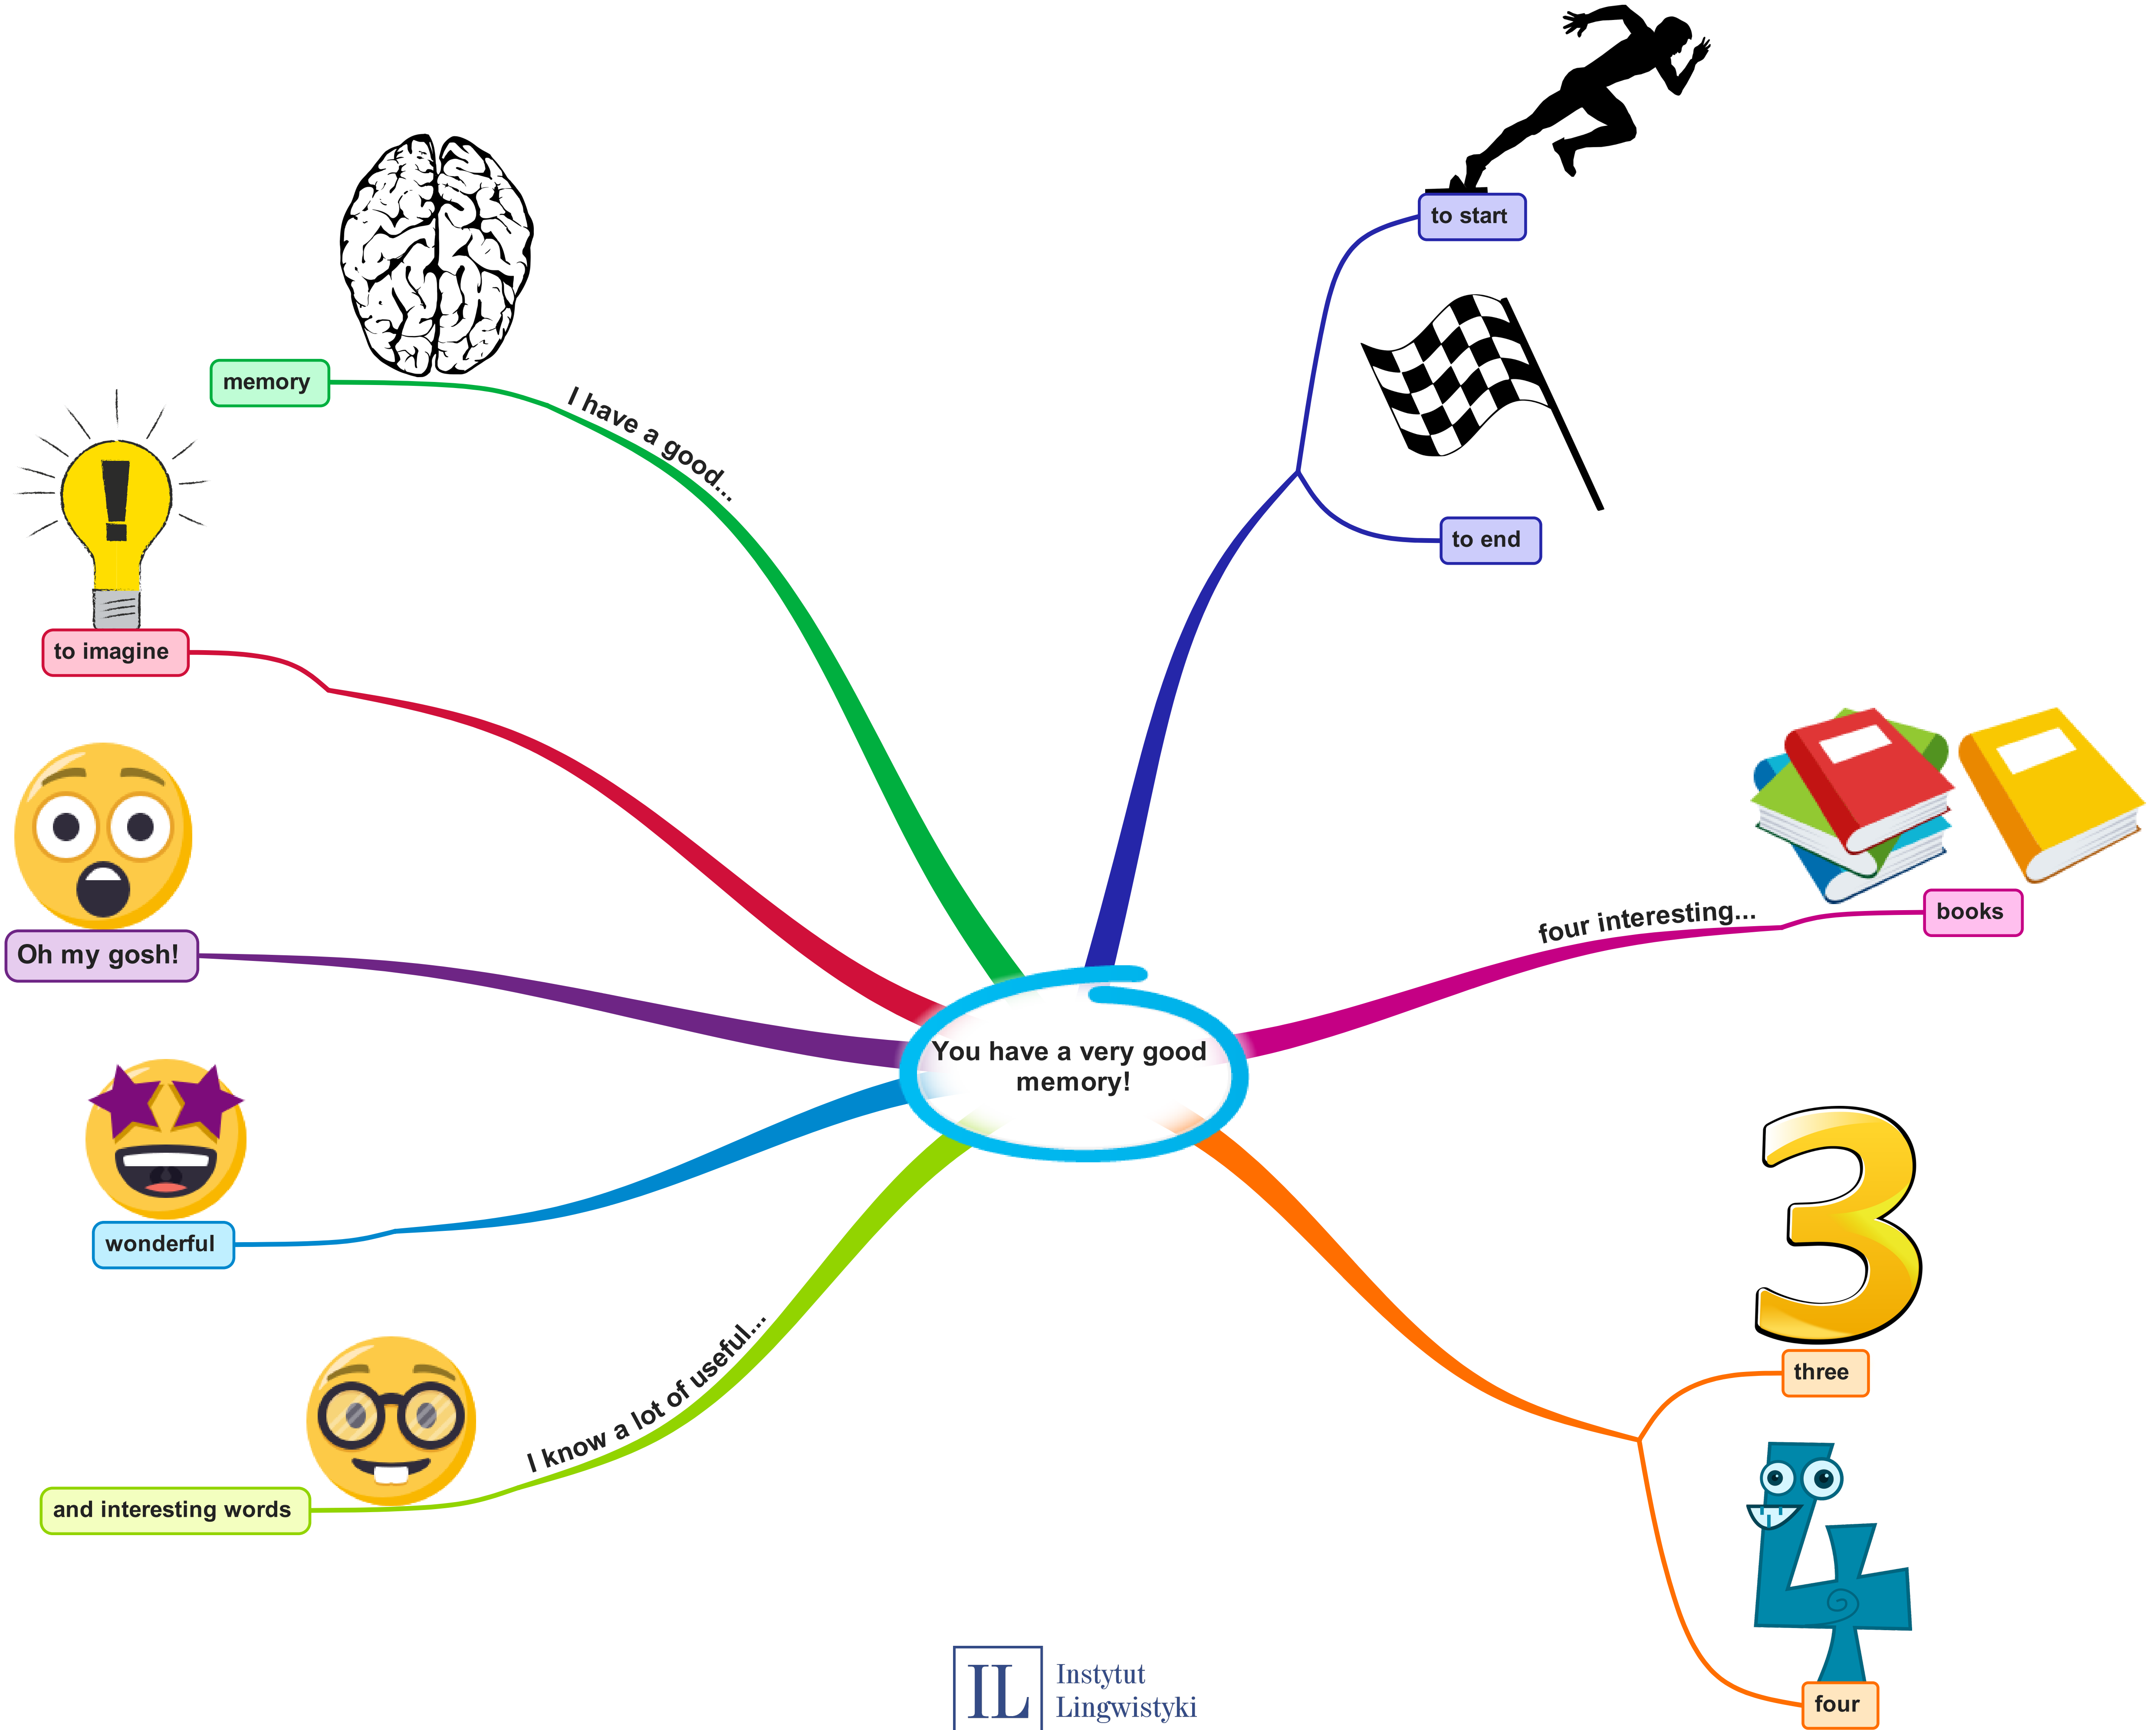 to start
to end
I have a good...
memory
to imagine
Oh my gosh!
four interesting...
books
You have a very good
memory!
wonderful
three
I know a lot of useful...
and interesting words
four
IL
Instytut
Lingwistyki